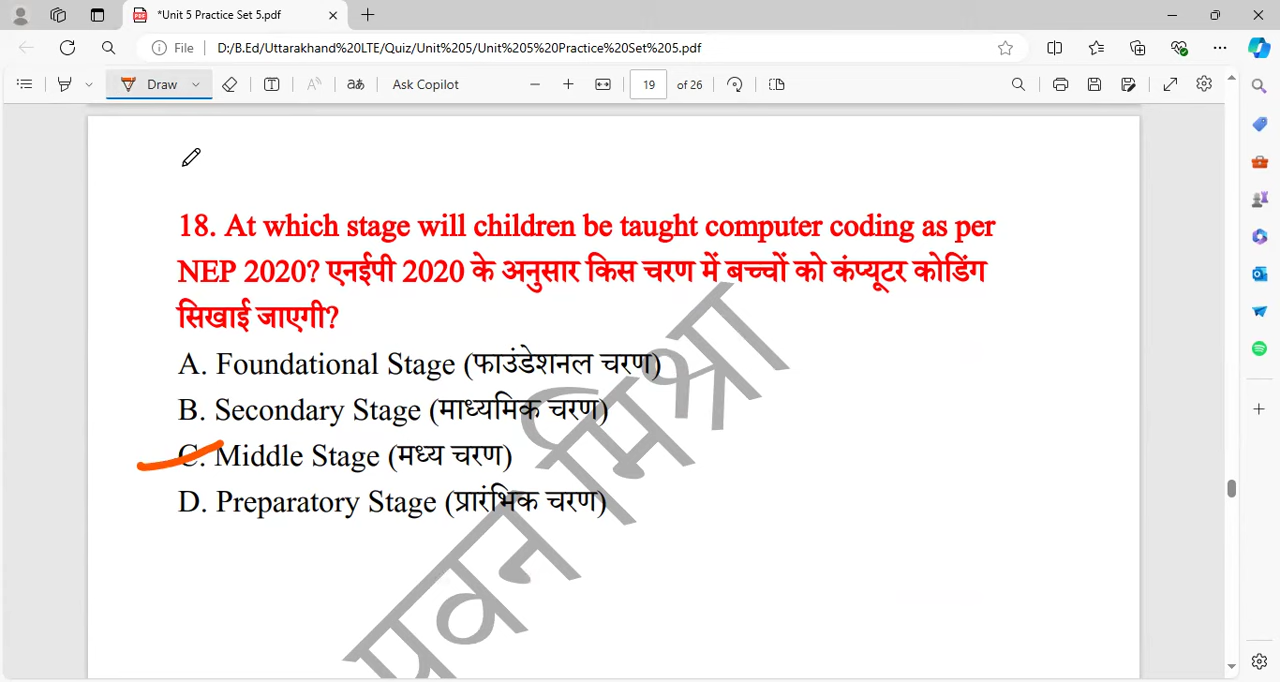 *Unit 5 Practice Set 5.pdf
File D:/B.Ed/Uttarakhand%20LTE/Quiz/Unit%205/Unit%205%20Practice%20Set%205.pdf
Draw aあ Ask Copilot 19 of 26
18. At which stage will children be taught computer coding as per
NEP 2020? एनईपी 2020 के अनुसार किस चरण में बच्चों को कंप्यूटर कोडिंग
सिखाई जाएगी?
A. Foundational Stage (फाउंडेशनल चरण)
B. Secondary Stage (माध्यमिक चरण)
C. Middle Stage (मध्य चरण)
D. Preparatory Stage (प्रारंभिक चरण)
प्रवन मिश्रा